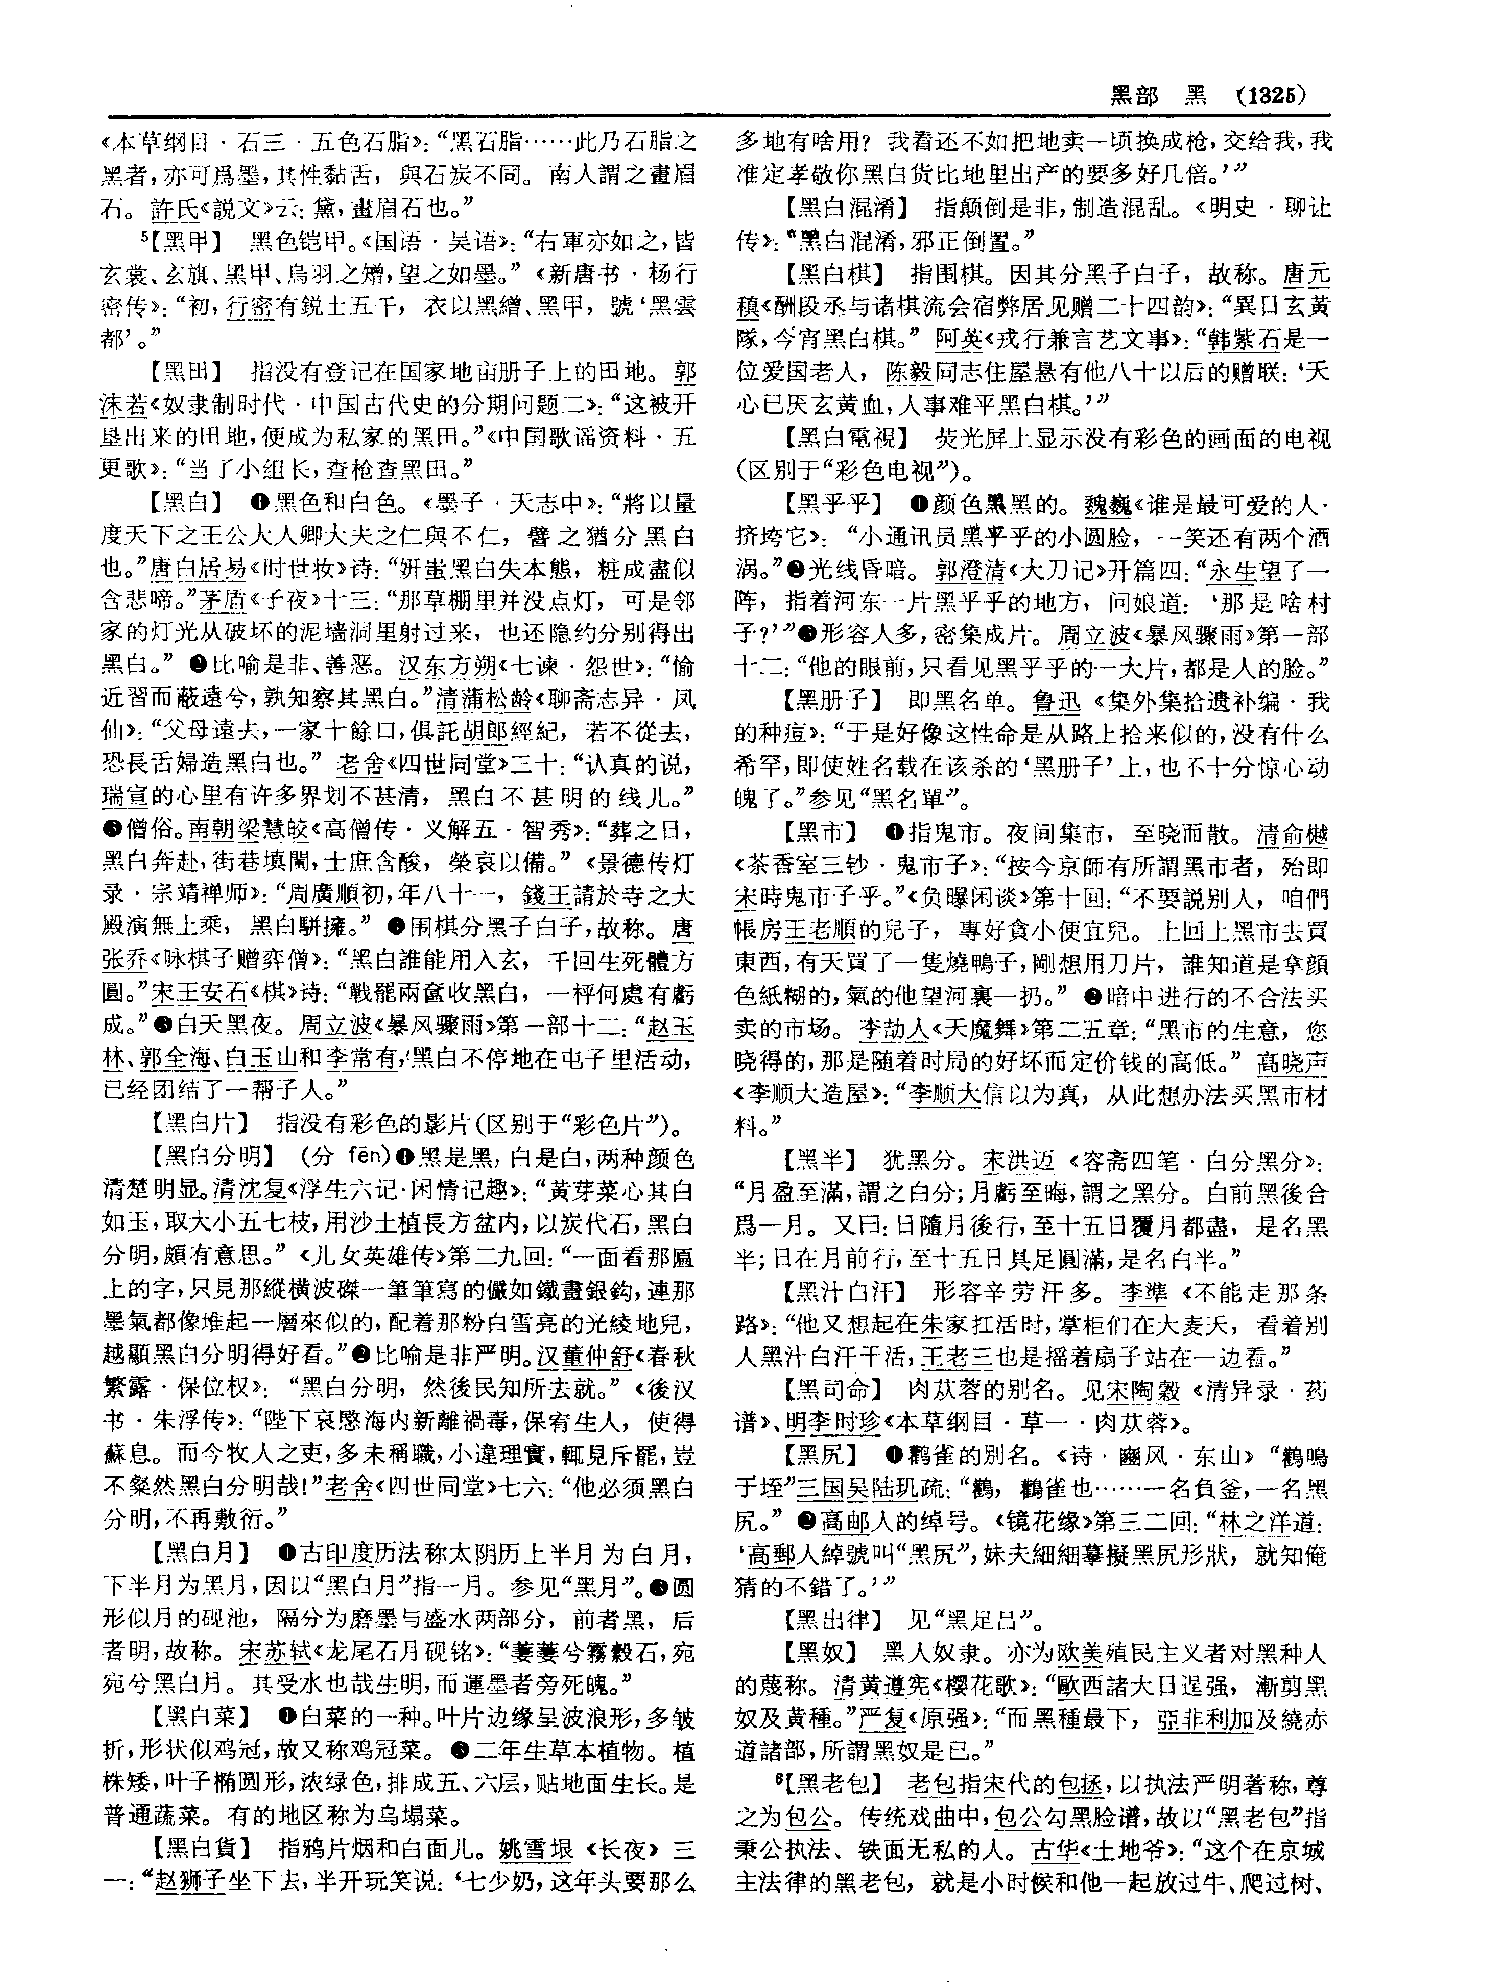 黑部 黑 (1325)
《本草纲目·石三·五色石脂》：“黑石脂……此乃石脂之
黑者，亦可爲墨，其性黏舌，與石炭不同。南人謂之畫眉
石。許氏《説文》云：黛，畫眉石也。”
⁵【黑甲】 黑色铠甲。《国语·吴语》：“右軍亦如之，皆
玄裳、玄旗、黑甲、烏羽之矰，望之如墨。”《新唐书·杨行
密传》：“初，行密有鋭士五千，衣以黑繒、黑甲，號‘黑雲
都’。”
【黑田】 指没有登记在国家地亩册子上的田地。郭
沫若《奴隶制时代·中国古代史的分期问题二》：“这被开
垦出来的田地，便成为私家的黑田。”《中国歌谣资料·五
更歌》：“当了小组长，查枪查黑田。”
【黑白】 ❶黑色和白色。《墨子·天志中》：“將以量
度天下之王公大人卿大夫之仁與不仁，譬之猶分黑白
也。”唐白居易《时世妆》诗：“妍蚩黑白失本態，粧成盡似
含悲啼。”茅盾《子夜》十三：“那草棚里并没点灯，可是邻
家的灯光从破坏的泥墙洞里射过来，也还隐约分别得出
黑白。”❷比喻是非、善恶。汉东方朔《七谏·怨世》：“愉
近習而蔽遠兮，孰知察其黑白。”清蒲松龄《聊斋志异·凤
仙》：“父母遠去，一家十餘口，俱託胡郎經紀，若不從去，
恐長舌婦造黑白也。”老舍《四世同堂》三十：“认真的说，
瑞宣的心里有许多界划不甚清，黑白不甚明的线儿。”
❸僧俗。南朝梁慧皎《高僧传·义解五·智秀》：“葬之日，
黑白奔赴，街巷填闐，士庶含酸，榮哀以備。”《景德传灯
录·宗靖禅师》：“周廣順初，年八十一，錢王請於寺之大
殿演無上乘，黑白駢擁。”❹围棋分黑子白子，故称。唐
张乔《咏棋子赠弈僧》：“黑白誰能用入玄，千回生死體方
圓。”宋王安石《棋》诗：“戰罷兩奩收黑白，一枰何處有虧
成。”❺白天黑夜。周立波《暴风骤雨》第一部十二：“赵玉
林、郭全海、白玉山和李常有，黑白不停地在屯子里活动，
已经团结了一帮子人。”
【黑白片】 指没有彩色的影片（区别于“彩色片”）。
【黑白分明】 （分 fēn）❶黑是黑，白是白，两种颜色
清楚明显。清沈复《浮生六记·闲情记趣》：“黄芽菜心其白
如玉，取大小五七枝，用沙土植長方盆内，以炭代石，黑白
分明，頗有意思。”《儿女英雄传》第二九回：“一面看那匾
上的字，只見那縱横波磔一筆筆寫的儼如鐵畫銀鈎，連那
墨氣都像堆起一層來似的，配着那粉白雪亮的光綾地兒，
越顯黑白分明得好看。”❷比喻是非严明。汉董仲舒《春秋
繁露·保位权》：“黑白分明，然後民知所去就。”《後汉
书·朱浮传》：“陛下哀愍海内新離禍毒，保宥生人，使得
蘇息。而今牧人之吏，多未稱職，小違理實，輒見斥罷，豈
不粲然黑白分明哉！”老舍《四世同堂》七六：“他必须黑白
分明，不再敷衍。”
【黑白月】 ❶古印度历法称太阴历上半月为白月，
下半月为黑月，因以“黑白月”指一月。参见“黑月”。❷圆
形似月的砚池，隔分为磨墨与盛水两部分，前者黑，后
者明，故称。宋苏轼《龙尾石月砚铭》：“萋萋兮霧縠石，宛
宛兮黑白月。其受水也哉生明，而運墨者旁死魄。”
【黑白菜】 ❶白菜的一种。叶片边缘呈波浪形，多皱
折，形状似鸡冠，故又称鸡冠菜。❷二年生草本植物。植
株矮，叶子椭圆形，浓绿色，排成五、六层，贴地面生长。是
普通蔬菜。有的地区称为乌塌菜。
【黑白貨】 指鸦片烟和白面儿。姚雪垠《长夜》三
一：“赵狮子坐下去，半开玩笑说：‘七少奶，这年头要那么
多地有啥用？我看还不如把地卖一顷换成枪，交给我，我
准定孝敬你黑白货比地里出产的要多好几倍。’”
【黑白混淆】 指颠倒是非，制造混乱。《明史·聊让
传》：“黑白混淆，邪正倒置。”
【黑白棋】 指围棋。因其分黑子白子，故称。唐元
稹《酬段丞与诸棋流会宿弊居见赠二十四韵》：“異日玄黄
隊，今宵黑白棋。”阿英《戎行兼言艺文事》：“韩紫石是一
位爱国老人，陈毅同志住屋悬有他八十以后的赠联：‘天
心已厌玄黄血，人事难平黑白棋。’”
【黑白電視】 荧光屏上显示没有彩色的画面的电视
（区别于“彩色电视”）。
【黑乎乎】 ❶颜色黑黑的。魏巍《谁是最可爱的人·
挤垮它》：“小通讯员黑乎乎的小圆脸，一笑还有两个酒
涡。”❷光线昏暗。郭澄清《大刀记》开篇四：“永生望了一
阵，指着河东一片黑乎乎的地方，问娘道：‘那是啥村
子？’”❸形容人多，密集成片。周立波《暴风骤雨》第一部
十二：“他的眼前，只看见黑乎乎的一大片，都是人的脸。”
【黑册子】 即黑名单。鲁迅《集外集拾遗补编·我
的种痘》：“于是好像这性命是从路上拾来似的，没有什么
希罕，即使姓名载在该杀的‘黑册子’上，也不十分惊心动
魄了。”参见“黑名單”。
【黑市】 ❶指鬼市。夜间集市，至晓而散。清俞樾
《茶香室三钞·鬼市子》：“按今京師有所謂黑市者，殆即
宋時鬼市子乎。”《负曝闲谈》第十回：“不要説别人，咱們
帳房王老順的兒子，專好貪小便宜兒。上回上黑市去買
東西，有天買了一隻燒鴨子，剛想用刀片，誰知道是拿顔
色紙糊的，氣的他望河裏一扔。”❷暗中进行的不合法买
卖的市场。李劼人《天魔舞》第二五章：“黑市的生意，您
晓得的，那是随着时局的好坏而定价钱的高低。”高晓声
《李顺大造屋》：“李顺大信以为真，从此想办法买黑市材
料。”
【黑半】 犹黑分。宋洪迈《容斋四笔·白分黑分》：
“月盈至滿，謂之白分；月虧至晦，謂之黑分。白前黑後合
爲一月。又曰：日隨月後行，至十五日覆月都盡，是名黑
半；日在月前行，至十五日具足圓滿，是名白半。”
【黑汁白汗】 形容辛劳汗多。李準《不能走那条
路》：“他又想起在朱家扛活时，掌柜们在大麦天，看着别
人黑汁白汗干活，王老三也是摇着扇子站在一边看。”
【黑司命】 肉苁蓉的别名。见宋陶穀《清异录·药
谱》、明李时珍《本草纲目·草一·肉苁蓉》。
【黑尻】 ❶鹳雀的别名。《诗·豳风·东山》“鸛鳴
于垤”三国吴陆玑疏：“鸛，鸛雀也……一名負釜，一名黑
尻。”❷高邮人的绰号。《镜花缘》第三二回：“林之洋道：
‘高郵人綽號叫“黑尻”，妹夫細細摹擬黑尻形狀，就知俺
猜的不錯了。’”
【黑出律】 见“黑足吕”。
【黑奴】 黑人奴隶。亦为欧美殖民主义者对黑种人
的蔑称。清黄遵宪《樱花歌》：“歐西諸大日逞强，漸剪黑
奴及黄種。”严复《原强》：“而黑種最下，亞非利加及繞赤
道諸部，所謂黑奴是已。”
⁶【黑老包】 老包指宋代的包拯，以执法严明著称，尊
之为包公。传统戏曲中，包公勾黑脸谱，故以“黑老包”指
秉公执法、铁面无私的人。古华《土地爷》：“这个在京城
主法律的黑老包，就是小时候和他一起放过牛、爬过树、